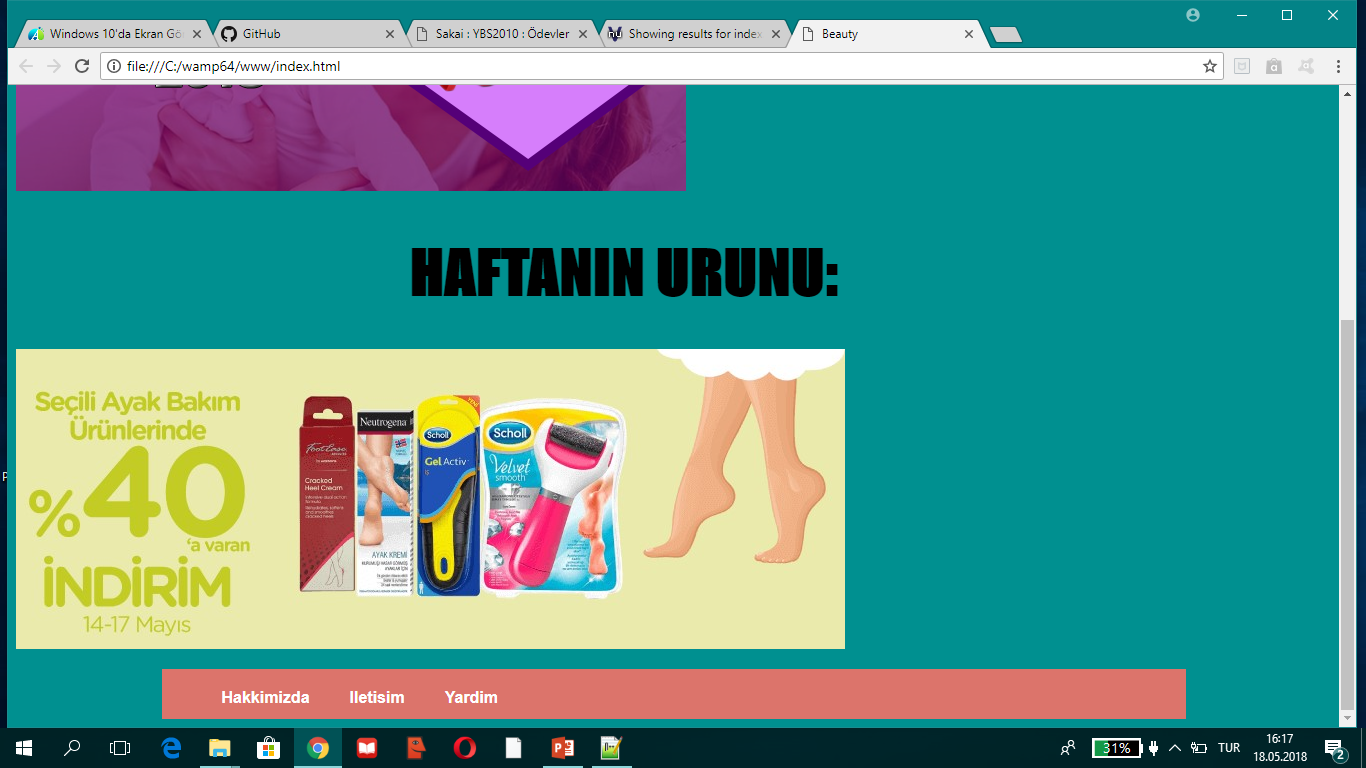 Windows 10'da Ekran Gör
GitHub
Sakai : YBS2010 : Ödevler
Showing results for index
Beauty
file:///C:/wamp64/www/index.html
HAFTANIN URUNU:
Seçili Ayak Bakım
Ürünlerinde
%40
'a varan
İNDİRİM
14-17 Mayıs
Cracked
Heel Cream
Neutrogena
AYAK KREMİ
Scholl
Gel Activ
Scholl
Velvet
smooth
Hakkimizda
Iletisim
Yardim
31%
TUR
16:17
18.05.2018
2